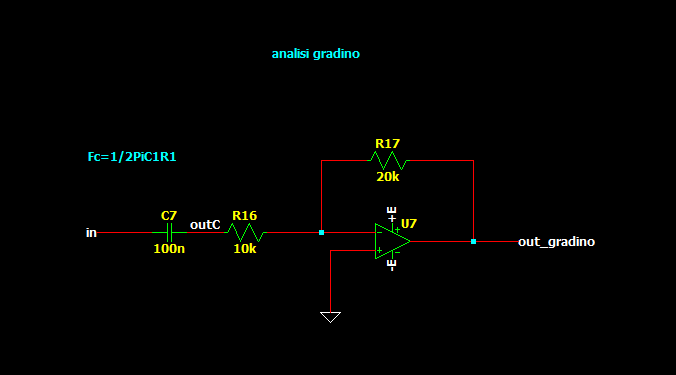 analisi gradino
Fc=1/2PiC1R1
R17
20k
C7
outC
R16
+E
U7
in
100n
10k
-E
out_gradino